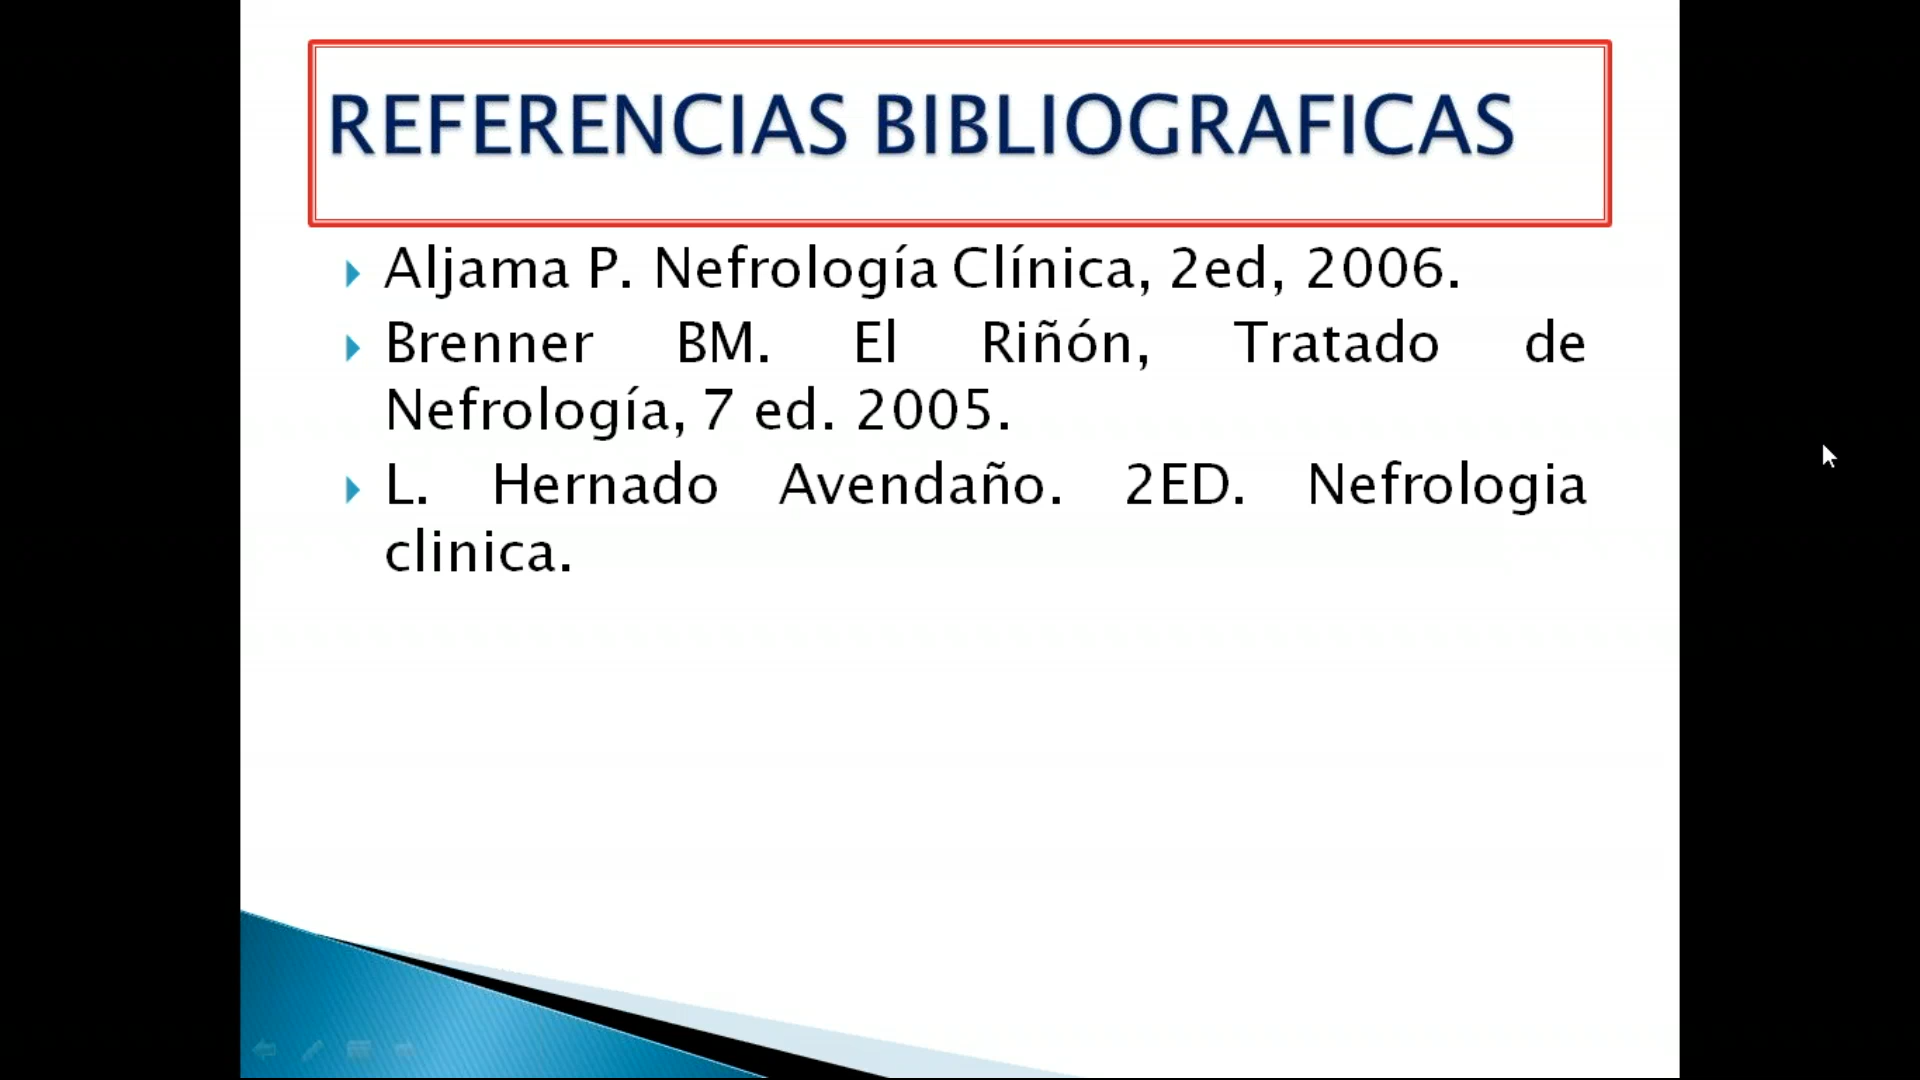 REFERENCIAS BIBLIOGRAFICAS
Aljama P. Nefrología Clínica, 2ed, 2006.
Brenner BM. El Riñón, Tratado de
Nefrología, 7 ed. 2005.
L. Hernado Avendaño. 2ED. Nefrologia
clinica.